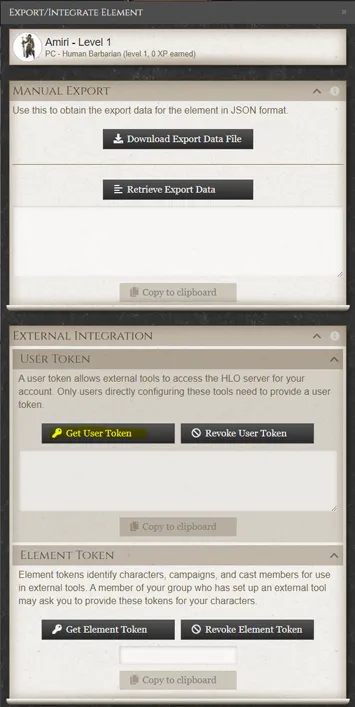 Export/Integrate Element
Amiri - Level 1
PC - Human Barbarian (level 1, 0 XP earned)
Manual Export
Use this to obtain the export data for the element in JSON format.
Download Export Data File
Retrieve Export Data
Copy to clipboard
External Integration
User Token
A user token allows external tools to access the HLO server for your
account. Only users directly configuring these tools need to provide a user
token.
Get User Token
Revoke User Token
Copy to clipboard
Element Token
Element tokens identify characters, campaigns, and cast members for use
in external tools. A member of your group who has set up an external tool
may ask you to provide these tokens for your characters.
Get Element Token
Revoke Element Token
Copy to clipboard